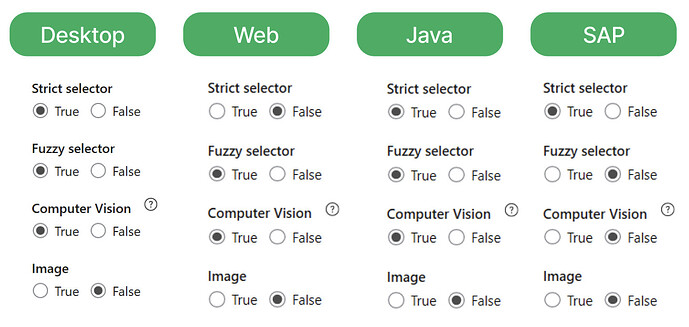 Desktop
Strict selector
True False
Fuzzy selector
True False
Computer Vision ?
True False
Image
True False
Web
Strict selector
True False
Fuzzy selector
True False
Computer Vision ?
True False
Image
True False
Java
Strict selector
True False
Fuzzy selector
True False
Computer Vision ?
True False
Image
True False
SAP
Strict selector
True False
Fuzzy selector
True False
Computer Vision ?
True False
Image
True False